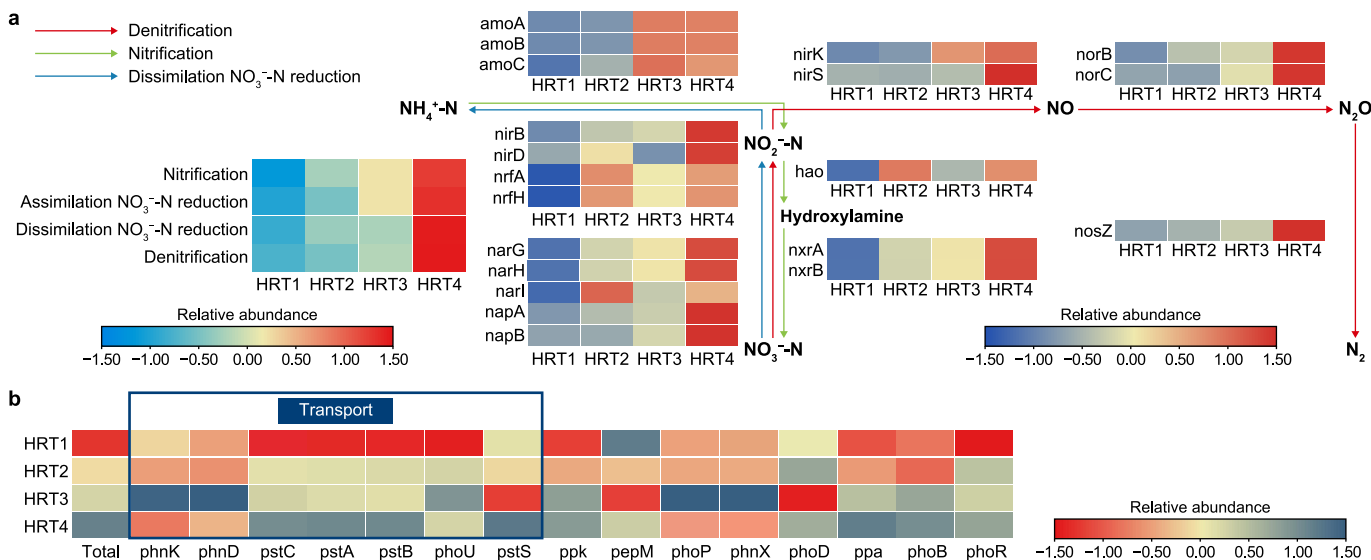 a
Denitrification
Nitrification
Dissimilation NO₃⁻-N reduction
amoA
amoB
amoC
HRT1 HRT2 HRT3 HRT4
nirK
nirS
HRT1 HRT2 HRT3 HRT4
norB
norC
HRT1 HRT2 HRT3 HRT4
NH₄⁺-N
NO₂⁻-N
NO
N₂O
nirB
nirD
nrfA
nrfH
HRT1 HRT2 HRT3 HRT4
Nitrification
Assimilation NO₃⁻-N reduction
Dissimilation NO₃⁻-N reduction
Denitrification
HRT1 HRT2 HRT3 HRT4
hao
HRT1 HRT2 HRT3 HRT4
Hydroxylamine
nosZ
HRT1 HRT2 HRT3 HRT4
narG
narH
narI
napA
napB
HRT1 HRT2 HRT3 HRT4
nxrA
nxrB
HRT1 HRT2 HRT3 HRT4
Relative abundance
−1.50 −1.00 −0.50 0.00 0.50 1.00 1.50
NO₃⁻-N
Relative abundance
−1.50 −1.00 −0.50 0.00 0.50 1.00 1.50
N₂
b
Transport
HRT1
HRT2
HRT3
HRT4
Total phnK phnD pstC pstA pstB phoU pstS ppk pepM phoP phnX phoD ppa phoB phoR
Relative abundance
−1.50 −1.00 −0.50 0.00 0.50 1.00 1.50